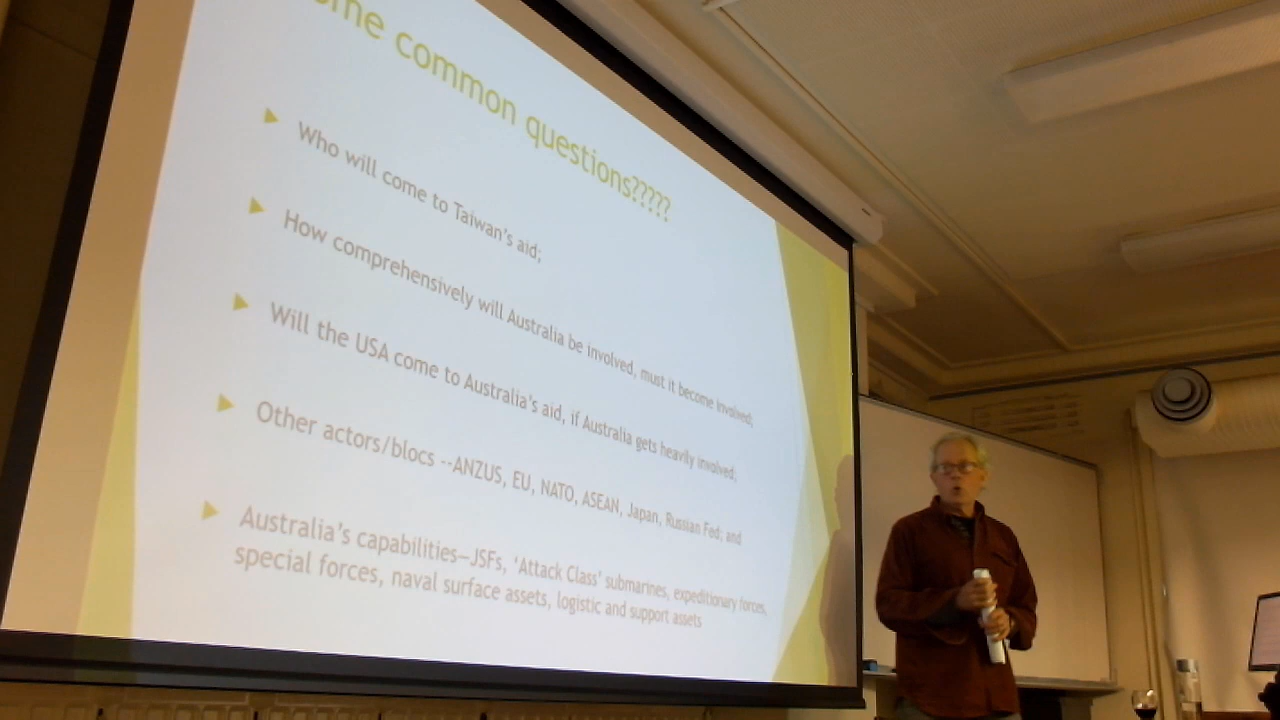 ome common questions?????
Who will come to Taiwan's aid;
How comprehensively will Australia be involved, must it become involved;
Will the USA come to Australia's aid, if Australia gets heavily involved;
Other actors/blocs --ANZUS, EU, NATO, ASEAN, Japan, Russian Fed; and
Australia's capabilities—JSFs, 'Attack Class' submarines, expeditionary forces,
special forces, naval surface assets, logistic and support assets